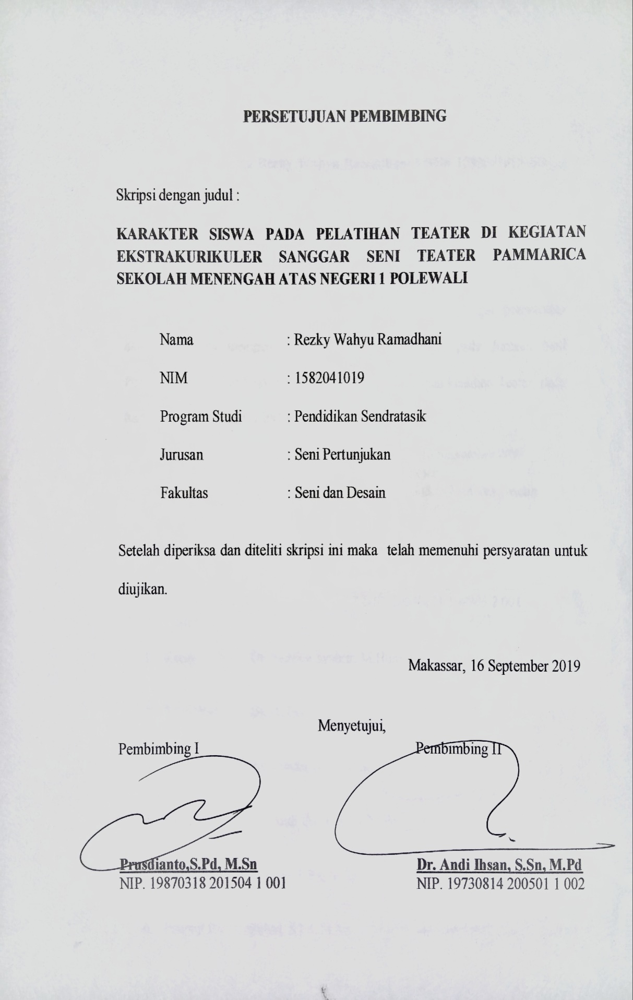 PERSETUJUAN PEMBIMBING
Skripsi dengan judul :
KARAKTER SISWA PADA PELATIHAN TEATER DI KEGIATAN
EKSTRAKURIKULER SANGGAR SENI TEATER PAMMARICA
SEKOLAH MENENGAH ATAS NEGERI 1 POLEWALI
Nama : Rezky Wahyu Ramadhani
NIM : 1582041019
Program Studi : Pendidikan Sendratasik
Jurusan : Seni Pertunjukan
Fakultas : Seni dan Desain
Setelah diperiksa dan diteliti skripsi ini maka telah memenuhi persyaratan untuk
diujikan.
Makassar, 16 September 2019
Menyetujui,
Pembimbing I Pembimbing II
Prusdianto,S.Pd, M.Sn Dr. Andi Ihsan, S.Sn, M.Pd
NIP. 19870318 201504 1 001 NIP. 19730814 200501 1 002